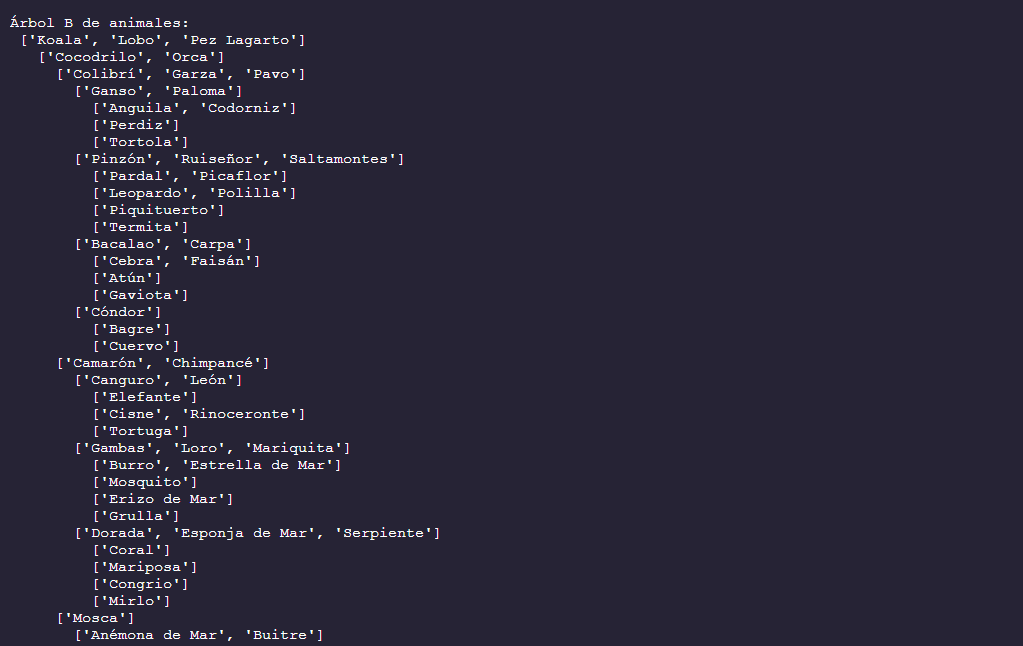 Árbol B de animales:
['Koala', 'Lobo', 'Pez Lagarto']
['Cocodrilo', 'Orca']
['Colibrí', 'Garza', 'Pavo']
['Ganso', 'Paloma']
['Anguila', 'Codorniz']
['Perdiz']
['Tortola']
['Pinzón', 'Ruiseñor', 'Saltamontes']
['Pardal', 'Picaflor']
['Leopardo', 'Polilla']
['Piquituerto']
['Termita']
['Bacalao', 'Carpa']
['Cebra', 'Faisán']
['Atún']
['Gaviota']
['Cóndor']
['Bagre']
['Cuervo']
['Camarón', 'Chimpancé']
['Canguro', 'León']
['Elefante']
['Cisne', 'Rinoceronte']
['Tortuga']
['Gambas', 'Loro', 'Mariquita']
['Burro', 'Estrella de Mar']
['Mosquito']
['Erizo de Mar']
['Grulla']
['Dorada', 'Esponja de Mar', 'Serpiente']
['Coral']
['Mariposa']
['Congrio']
['Mirlo']
['Mosca']
['Anémona de Mar', 'Buitre']